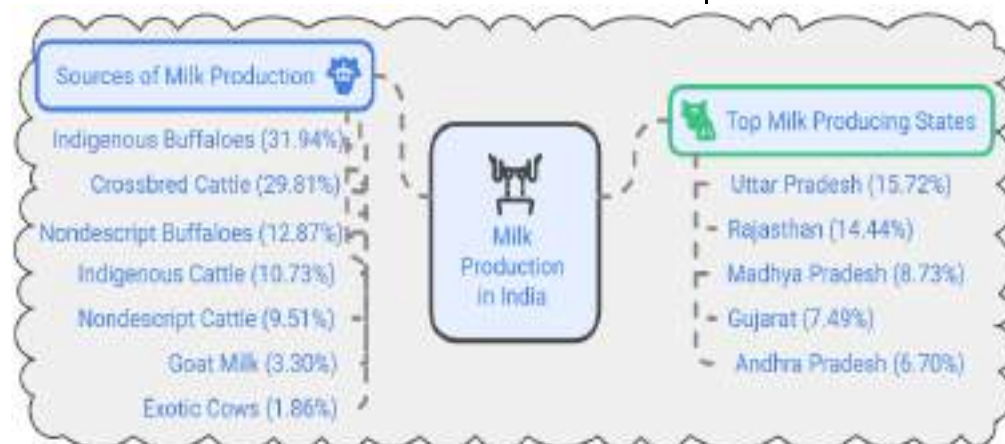 Sources of Milk Production
Indigenous Buffaloes (31.94%)
Crossbred Cattle (29.81%)
Nondescript Buffaloes (12.87%)
Indigenous Cattle (10.73%)
Nondescript Cattle (9.51%)
Goat Milk (3.30%)
Exotic Cows (1.86%)
Milk
Production
in India
Top Milk Producing States
Uttar Pradesh (15.72%)
Rajasthan (14.44%)
Madhya Pradesh (8.73%)
Gujarat (7.49%)
Andhra Pradesh (6.70%)